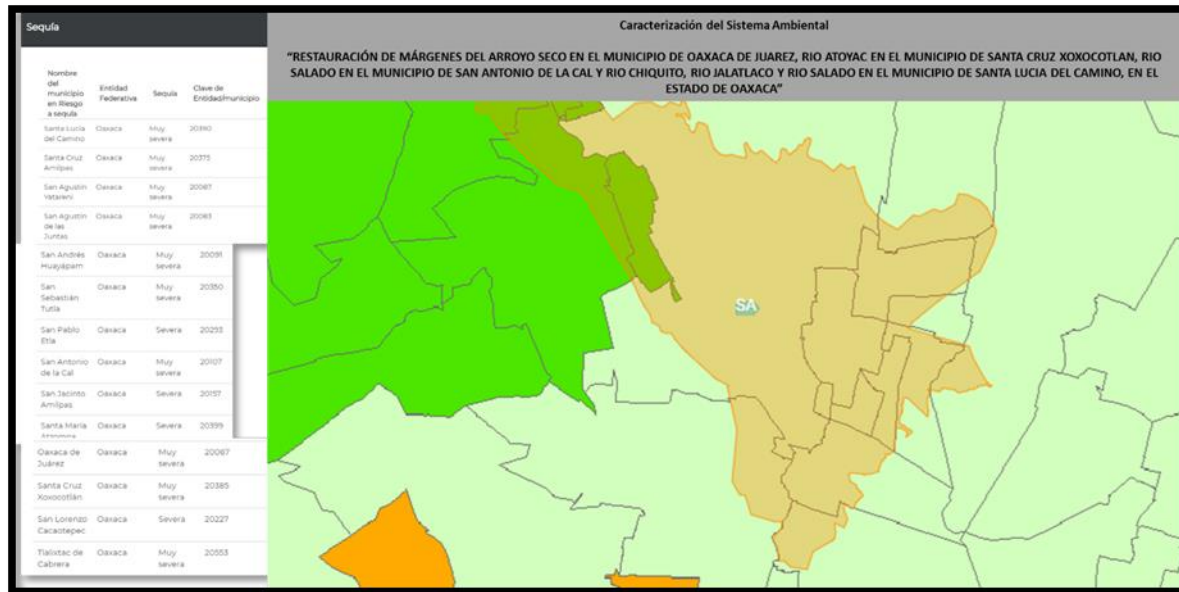 Sequía
Caracterización del Sistema Ambiental
"RESTAURACIÓN DE MÁRGENES DEL ARROYO SECO EN EL MUNICIPIO DE OAXACA DE JUAREZ, RIO ATOYAC EN EL MUNICIPIO DE SANTA CRUZ XOXOCOTLAN, RIO
SALADO EN EL MUNICIPIO DE SAN ANTONIO DE LA CAL Y RIO CHIQUITO, RIO JALATLACO Y RIO SALADO EN EL MUNICIPIO DE SANTA LUCIA DEL CAMINO, EN EL
ESTADO DE OAXACA"
Nombre
del
municipio
en Riesgo
a sequía
Entidad
Federativa
Sequía
Clave de
Entidad/municipio
Santa Lucía
del Camino
Oaxaca
Muy
severa
20390
Santa Cruz
Amilpas
Oaxaca
Muy
severa
20375
San Agustín
Yatareni
Oaxaca
Muy
severa
20087
San Agustín
de las
Juntas
Oaxaca
Muy
severa
20083
San Andrés
Huayápam
Oaxaca
Muy
severa
20091
San
Sebastián
Tutla
Oaxaca
Muy
severa
20350
San Pablo
Etla
Oaxaca
Severa
20293
San Antonio
de la Cal
Oaxaca
Muy
severa
20107
San Jacinto
Amilpas
Oaxaca
Severa
20157
Santa María
Atzompa
Oaxaca
Severa
20399
Oaxaca de
Juárez
Oaxaca
Muy
severa
20067
Santa Cruz
Xoxocotlán
Oaxaca
Muy
severa
20385
San Lorenzo
Cacaotepec
Oaxaca
Severa
20227
Tlalixtac de
Cabrera
Oaxaca
Muy
severa
20553
SA